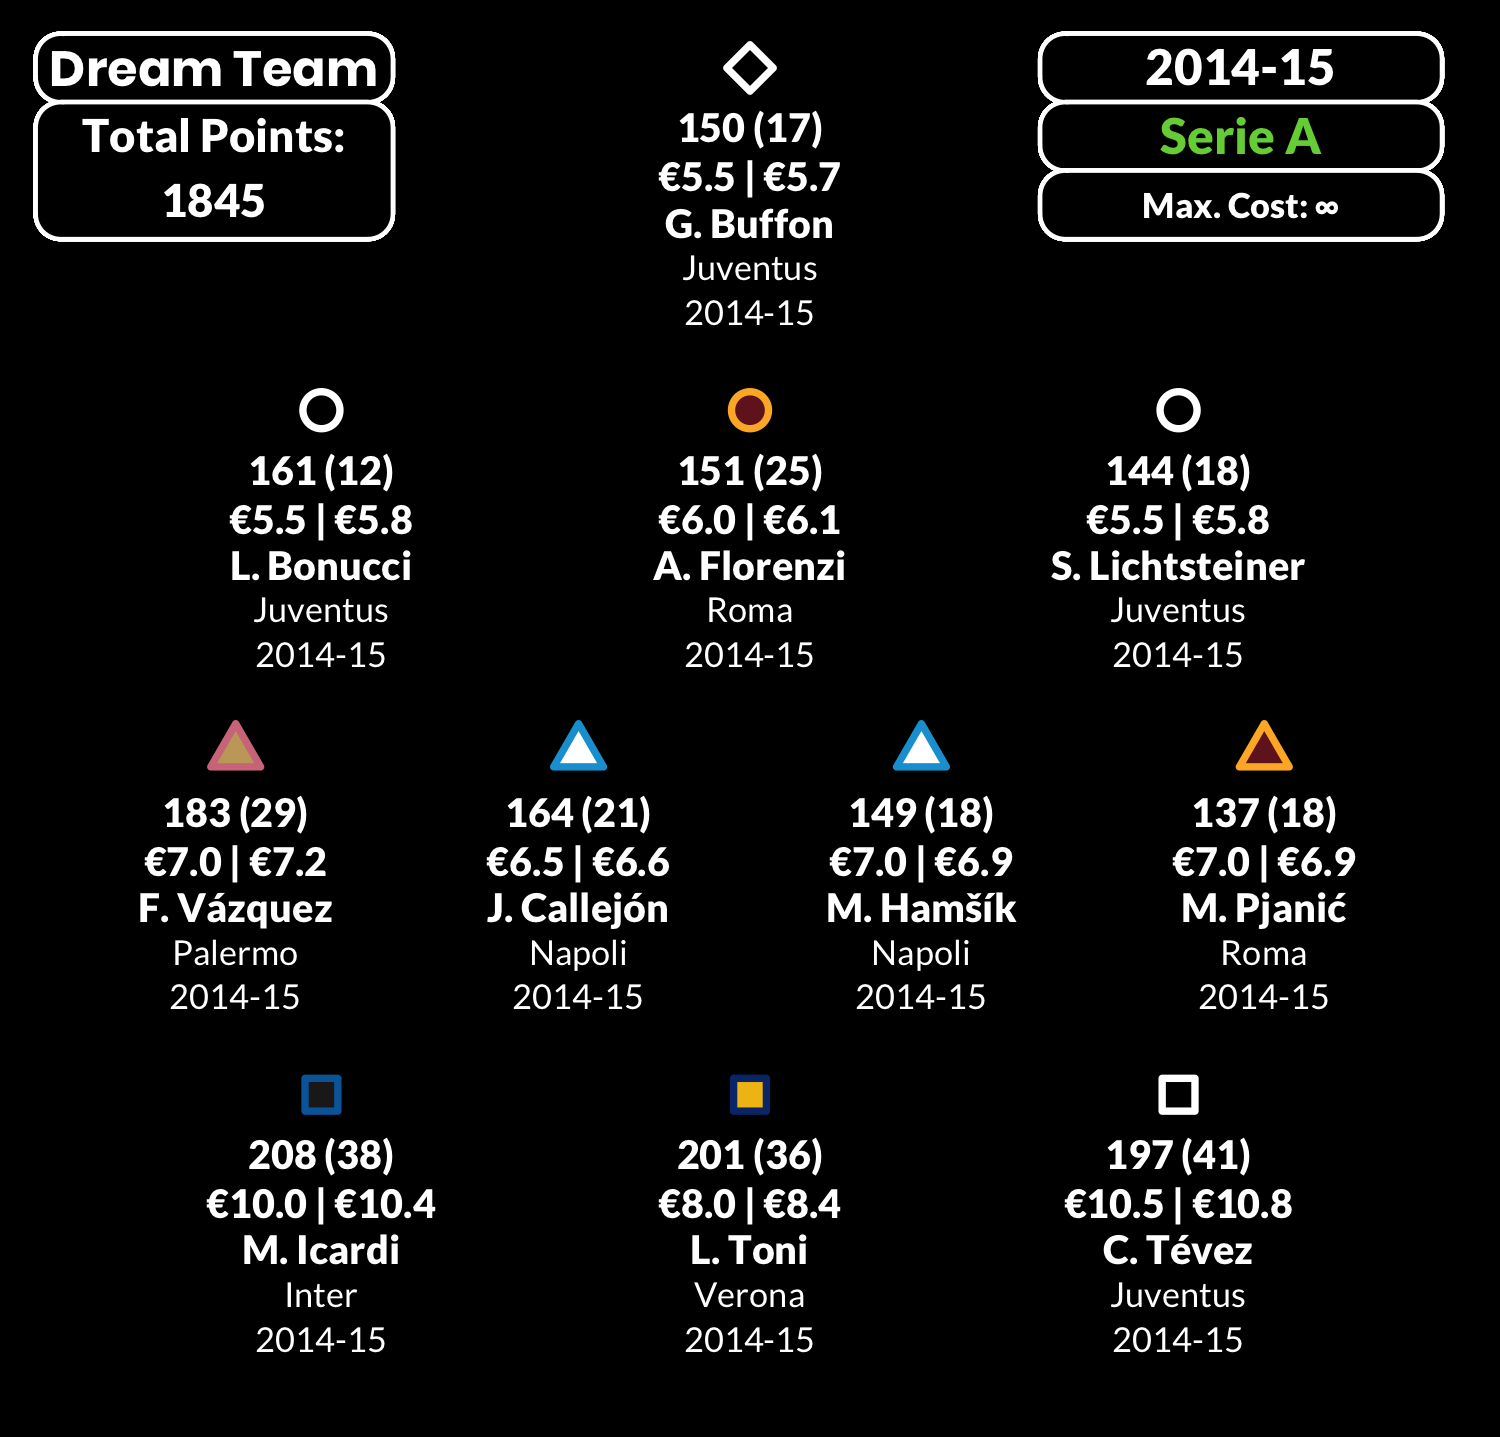 Dream Team
Total Points:
1845
2014-15
Serie A
Max. Cost: ∞
150 (17)
€5.5 | €5.7
G. Buffon
Juventus
2014-15
161 (12)
€5.5 | €5.8
L. Bonucci
Juventus
2014-15
151 (25)
€6.0 | €6.1
A. Florenzi
Roma
2014-15
144 (18)
€5.5 | €5.8
S. Lichtsteiner
Juventus
2014-15
183 (29)
€7.0 | €7.2
F. Vázquez
Palermo
2014-15
164 (21)
€6.5 | €6.6
J. Callejón
Napoli
2014-15
149 (18)
€7.0 | €6.9
M. Hamšík
Napoli
2014-15
137 (18)
€7.0 | €6.9
M. Pjanić
Roma
2014-15
208 (38)
€10.0 | €10.4
M. Icardi
Inter
2014-15
201 (36)
€8.0 | €8.4
L. Toni
Verona
2014-15
197 (41)
€10.5 | €10.8
C. Tévez
Juventus
2014-15